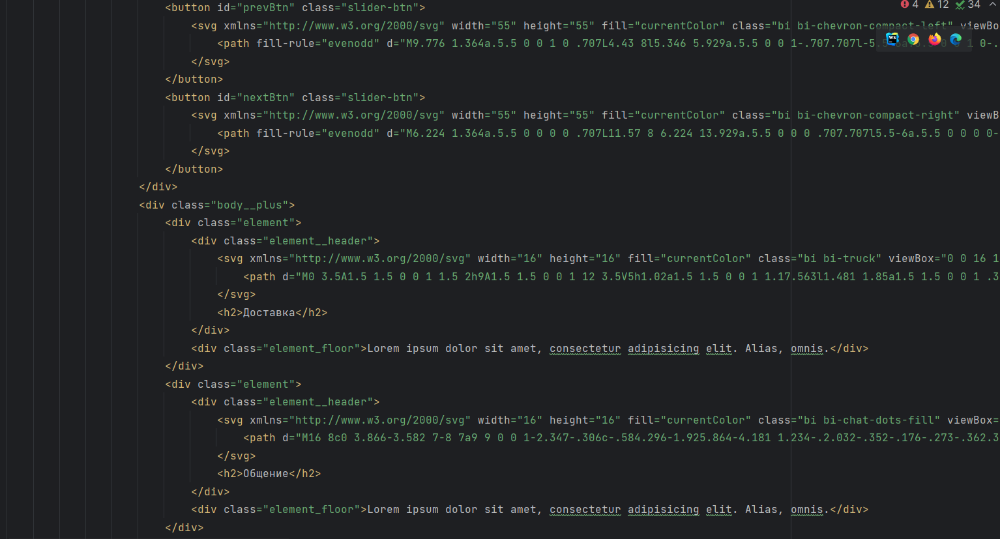 4 12 34
<button id="prevBtn" class="slider-btn">
<svg xmlns="http://www.w3.org/2000/svg" width="55" height="55" fill="currentColor" class="bi bi-chevron-compact-left" viewBo
<path fill-rule="evenodd" d="M9.776 1.364a.5.5 0 0 1 0 .707L4.43 8l5.346 5.929a.5.5 0 0 1-.707.707l-5.5-6a.5.5 0 0 1 0-.
</svg>
</button>
<button id="nextBtn" class="slider-btn">
<svg xmlns="http://www.w3.org/2000/svg" width="55" height="55" fill="currentColor" class="bi bi-chevron-compact-right" viewB
<path fill-rule="evenodd" d="M6.224 1.364a.5.5 0 0 0 0 .707L11.57 8 6.224 13.929a.5.5 0 0 0 .707.707l5.5-6a.5.5 0 0 0 0-
</svg>
</button>
</div>
<div class="body__plus">
<div class="element">
<div class="element__header">
<svg xmlns="http://www.w3.org/2000/svg" width="16" height="16" fill="currentColor" class="bi bi-truck" viewBox="0 0 16 1
<path d="M0 3.5A1.5 1.5 0 0 1 1.5 2h9A1.5 1.5 0 0 1 12 3.5V5h1.02a1.5 1.5 0 0 1 1.17.563l1.481 1.85a1.5 1.5 0 0 1 .3
</svg>
<h2>Доставка</h2>
</div>
<div class="element_floor">Lorem ipsum dolor sit amet, consectetur adipisicing elit. Alias, omnis.</div>
</div>
<div class="element">
<div class="element__header">
<svg xmlns="http://www.w3.org/2000/svg" width="16" height="16" fill="currentColor" class="bi bi-chat-dots-fill" viewBox=
<path d="M16 8c0 3.866-3.582 7-8 7a9 9 0 0 1-2.347-.306c-.584.296-1.925.864-4.181 1.234-.2.032-.352-.176-.273-.362.3
</svg>
<h2>Общение</h2>
</div>
<div class="element_floor">Lorem ipsum dolor sit amet, consectetur adipisicing elit. Alias, omnis.</div>
</div>